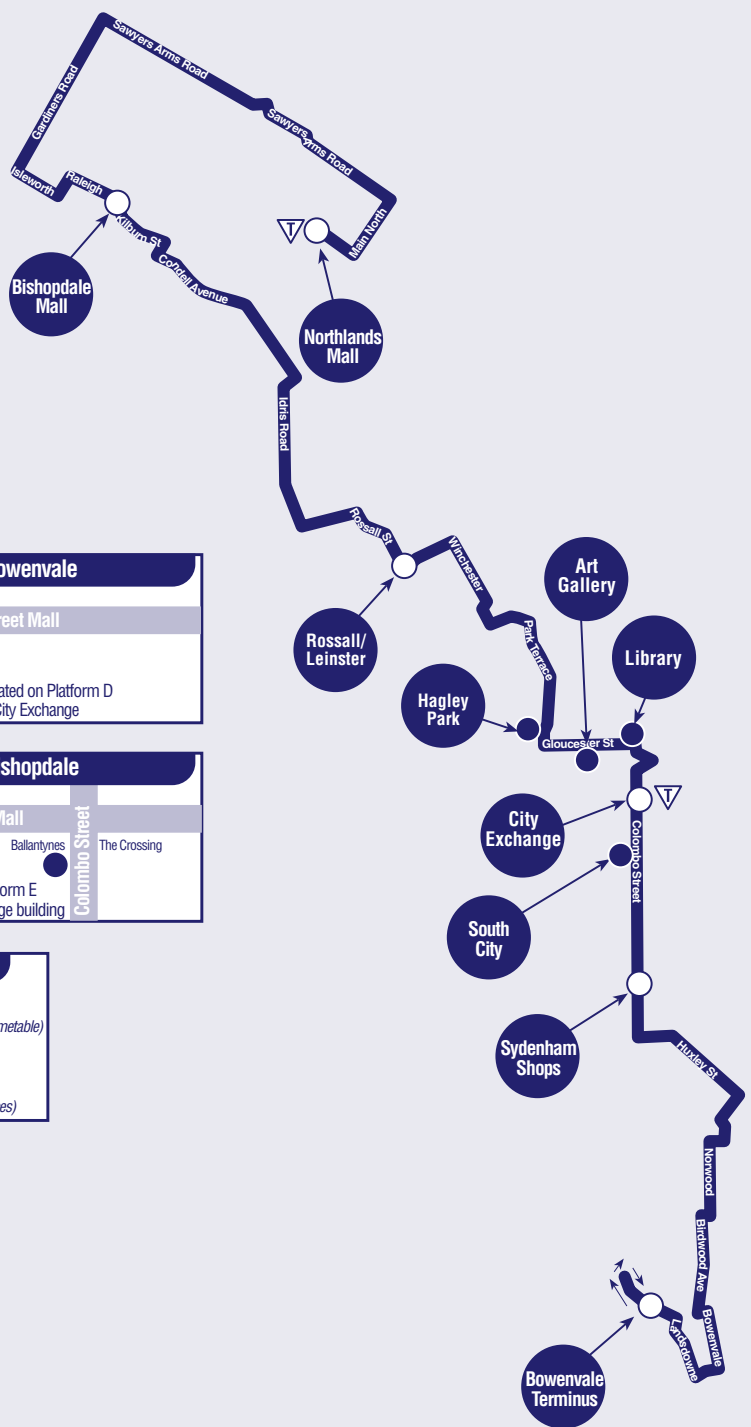 Sawyers Arms Road
Gardiners Road
Sawyers
Arms Road
Isleworth
Raleigh
Kilburn St
Condell Avenue
Main North
T
Bishopdale
Mall
Northlands
Mall
Idris Road
Rossall St
Winchester
Park Terrace
Rossall/
Leinster
Art
Gallery
Library
Hagley
Park
Gloucester St
City
Exchange
T
Colombo Street
South
City
Sydenham
Shops
Huxley St
Norwood
Birdwood Ave
Bowenvale
Landsdowne
Bowenvale
Terminus
owenvale
reet Mall
ated on Platform D
City Exchange
shopdale
Mall
Ballantynes
The Crossing
Colombo Street
orm E
ge building
metable)
es)